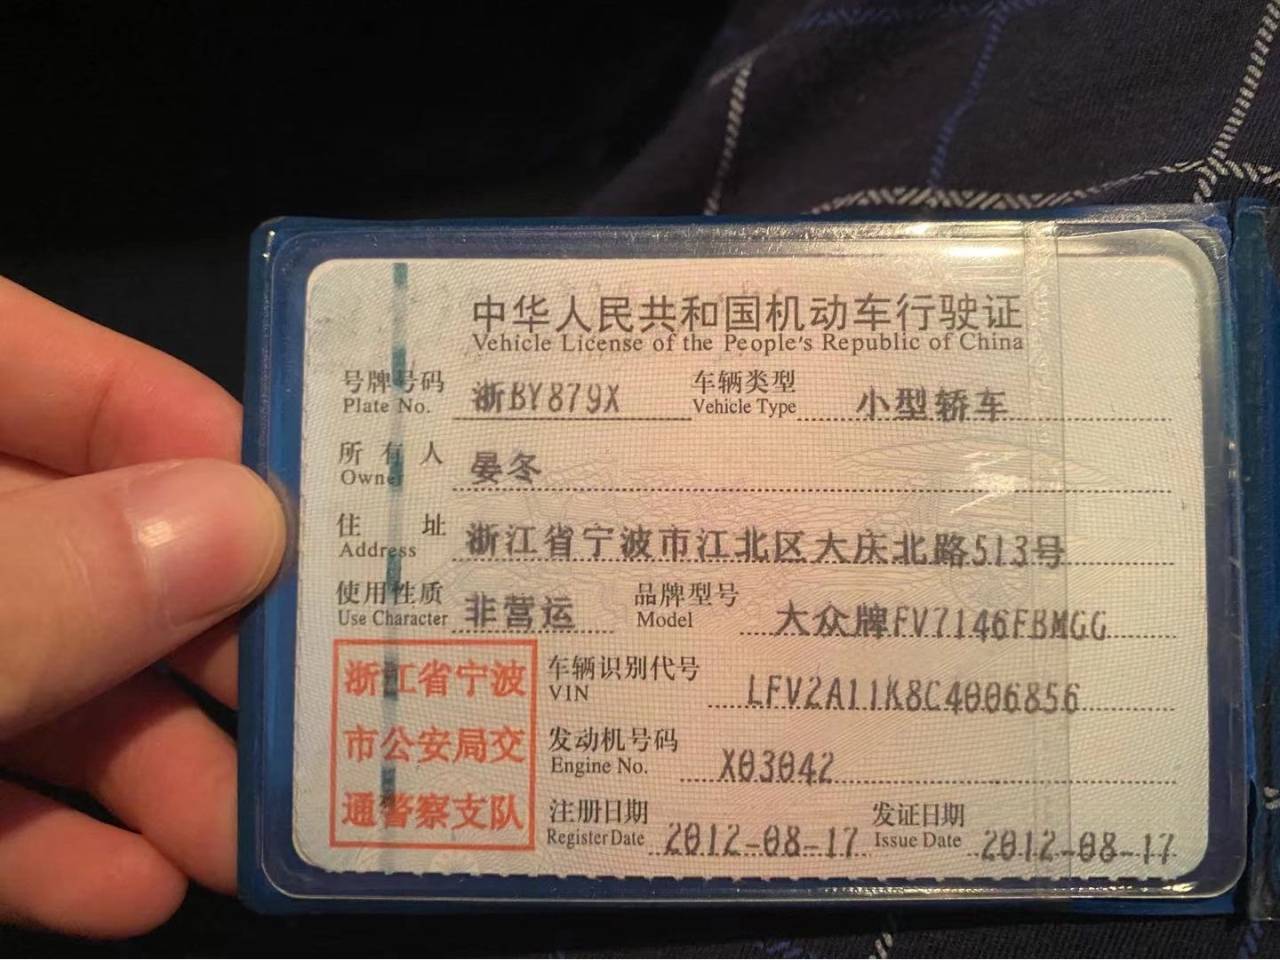 中华人民共和国机动车行驶证
Vehicle License of the People's Republic of China
号牌号码 浙BY879X 车辆类型 小型轿车
Plate No. Vehicle Type
所有人 晏冬
Owner
住址 浙江省宁波市江北区大庆北路513号
Address
使用性质 非营运 品牌型号 大众牌FV7146FBMGG
Use Character Model
浙江省宁波
市公安局交
通警察支队
车辆识别代号 LFV2A11K8C4006856
VIN
发动机号码 X03042
Engine No.
注册日期 2012-08-17 发证日期 2012-08-17
Register Date Issue Date